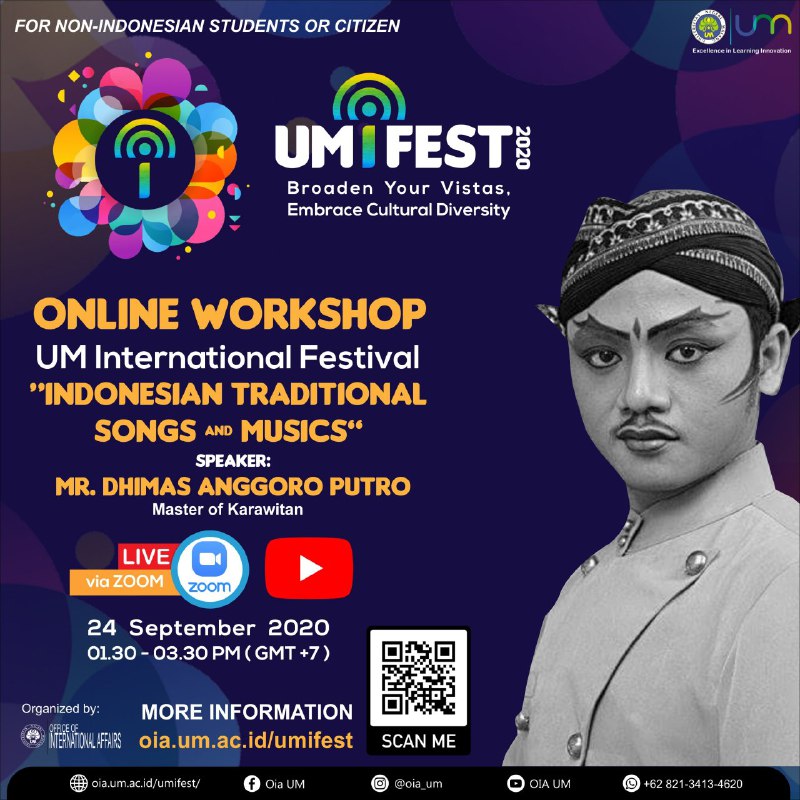 FOR NON-INDONESIAN STUDENTS OR CITIZEN
UM
um
Excellence in Learning Innovation
i
UMiFEST 2020
Broaden Your Vistas,
Embrace Cultural Diversity
ONLINE WORKSHOP
UM International Festival
"INDONESIAN TRADITIONAL
SONGS AND MUSICS"
SPEAKER:
MR. DHIMAS ANGGORO PUTRO
Master of Karawitan
LIVE
via ZOOM
zoom
24 September 2020
01.30 - 03.30 PM ( GMT +7 )
SCAN ME
Organized by:
OFFICE OF
INTERNATIONAL AFFAIRS
MORE INFORMATION
oia.um.ac.id/umifest
oia.um.ac.id/umifest/
Oia UM
@oia_um
OIA UM
+62 821-3413-4620